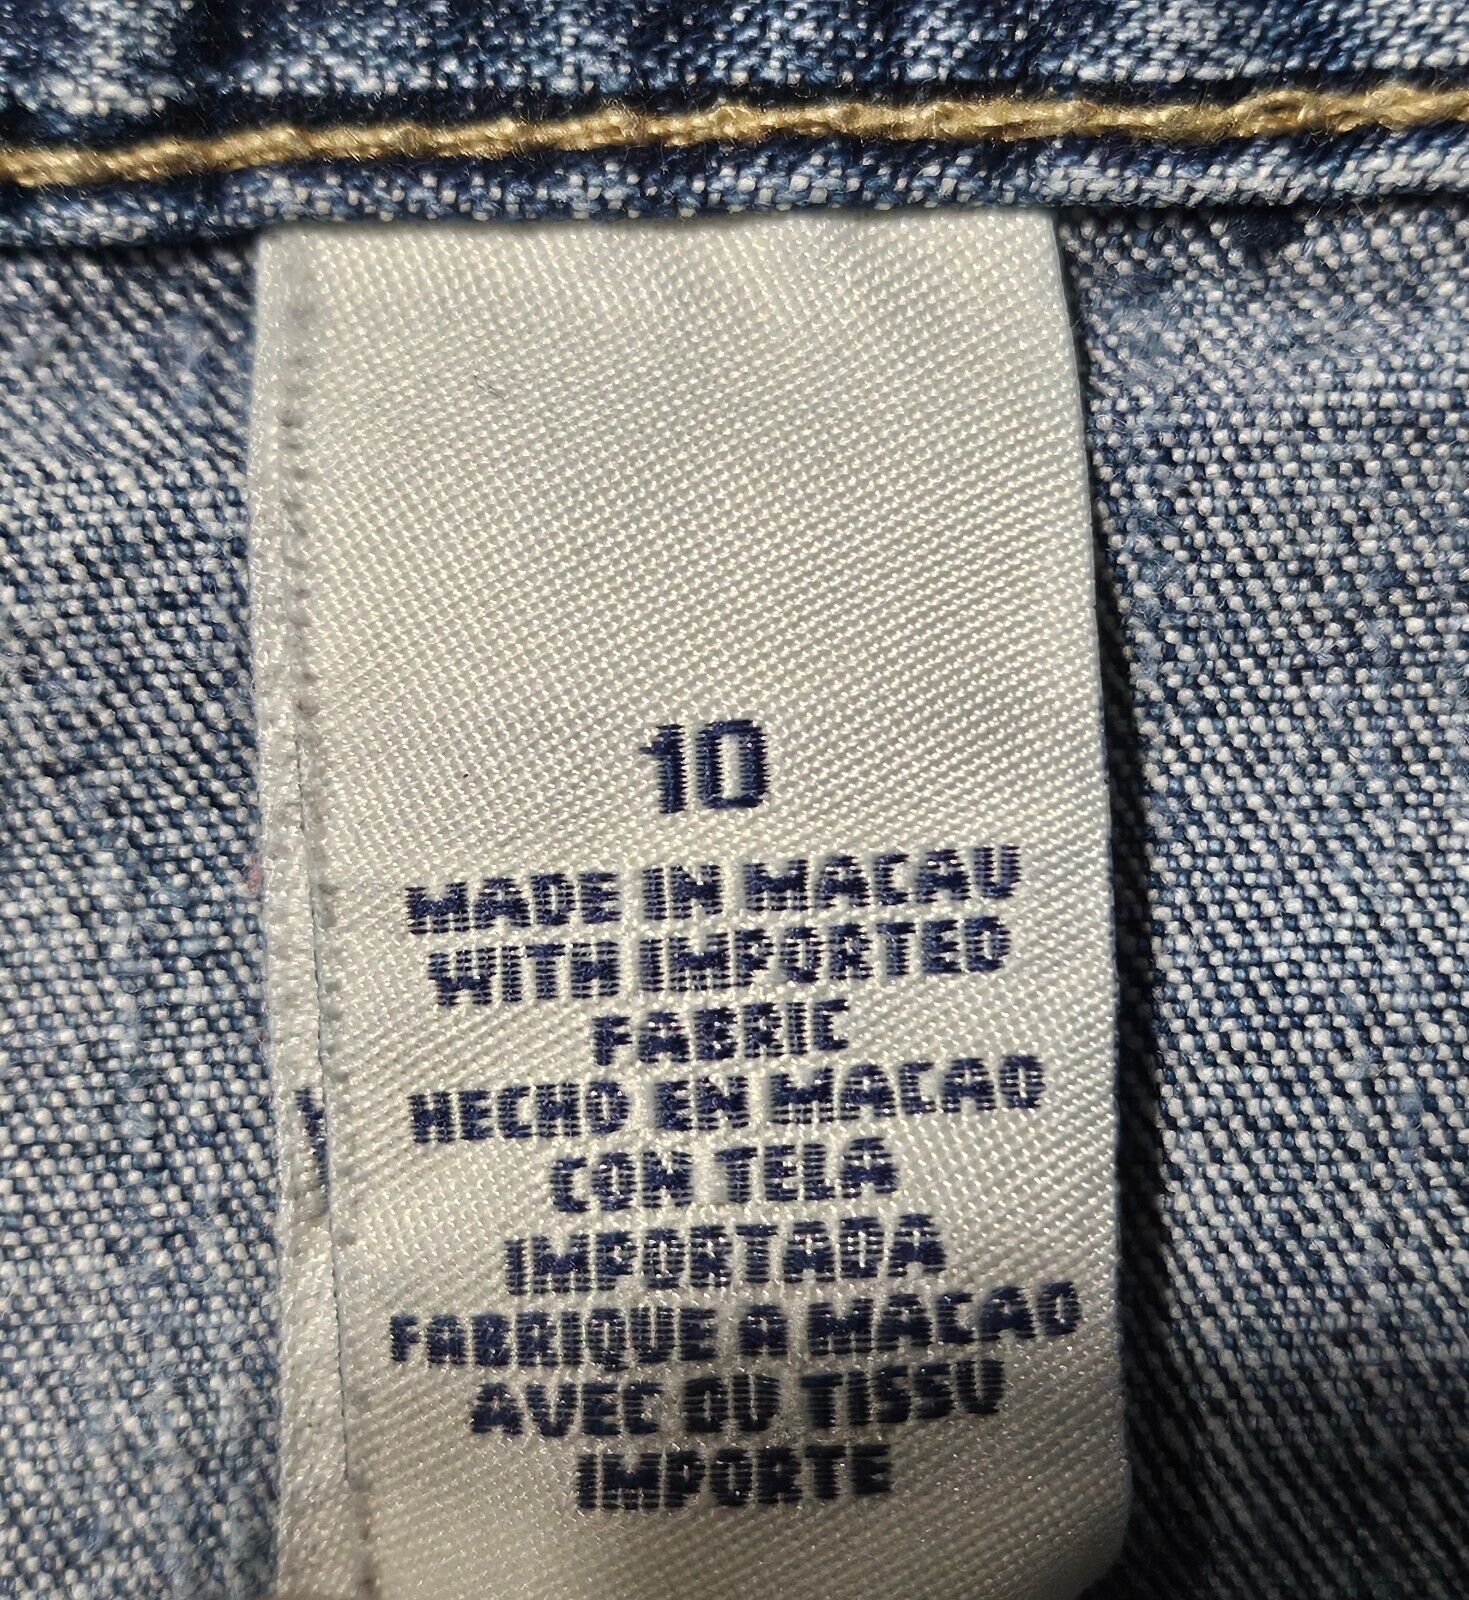 10
MADE IN MACAU
WITH IMPORTED
FABRIC
HECHO EN MACAO
CON TELA
IMPORTADA
FABRIQUE A MACAO
AVEC DU TISSU
IMPORTE